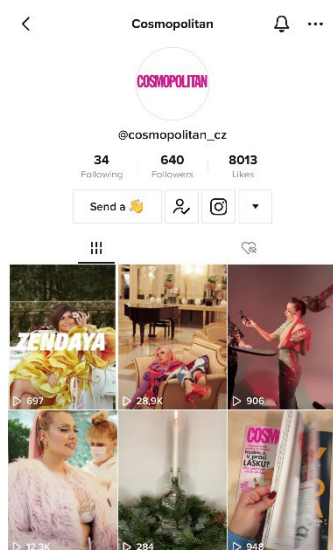 Cosmopolitan
COSMOPOLITAN
@cosmopolitan_cz
34 640 8013
Following Followers Likes
Send a
ZENDAYA
697 28,9K 906
COSM
v práci
LÁSKU?
12,3K 284 948